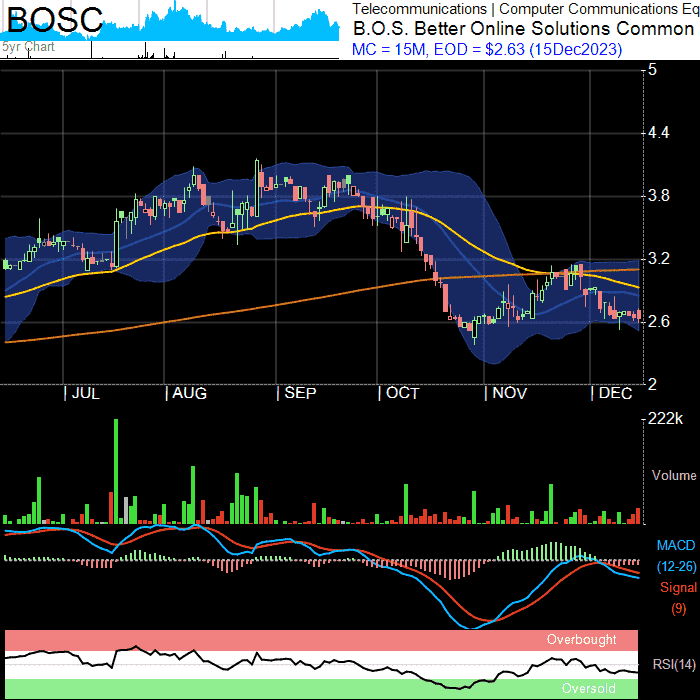 BOSC
5yr Chart
Telecommunications | Computer Communications Eq
B.O.S. Better Online Solutions Common
MC = 15M, EOD = $2.63 (15Dec2023)
5
4.4
3.8
3.2
2.6
2
JUL
AUG
SEP
OCT
NOV
DEC
222k
Volume
MACD
(12-26)
Signal
(9)
Overbought
RSI(14)
Oversold